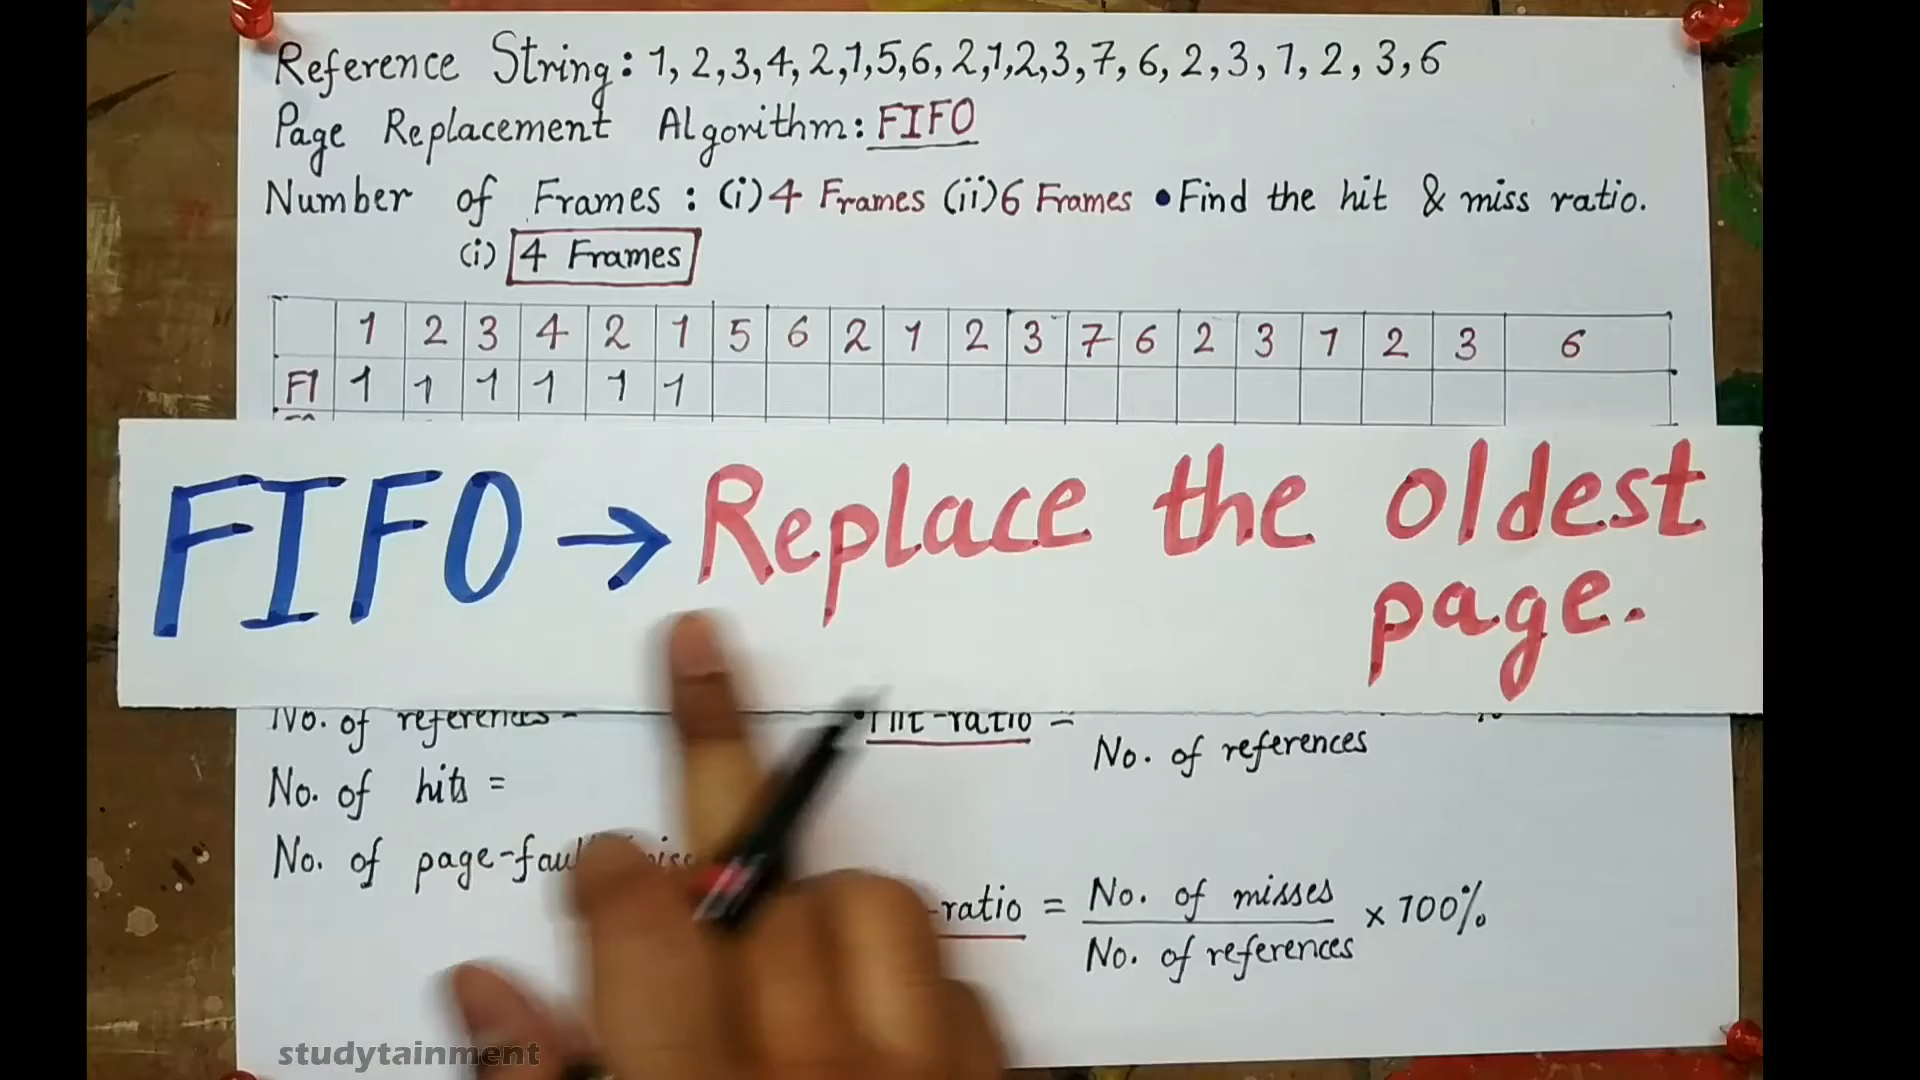 Reference String: 1, 2, 3, 4, 2, 1, 5, 6, 2, 1, 2, 3, 7, 6, 2, 3, 1, 2, 3, 6
Page Replacement Algorithm: FIFO
Number of Frames : (i) 4 Frames (ii) 6 Frames • Find the hit & miss ratio.
(i) 4 Frames
1 2 3 4 2 1 5 6 2 1 2 3 7 6 2 3 1 2 3 6
F1 1 1 1 1 1 1
FIFO → Replace the oldest
page.
No. of references =
Hit-ratio =
No. of references
No. of hits =
No. of page-fault
-ratio = No. of misses
x 100%
No. of references
studytainment